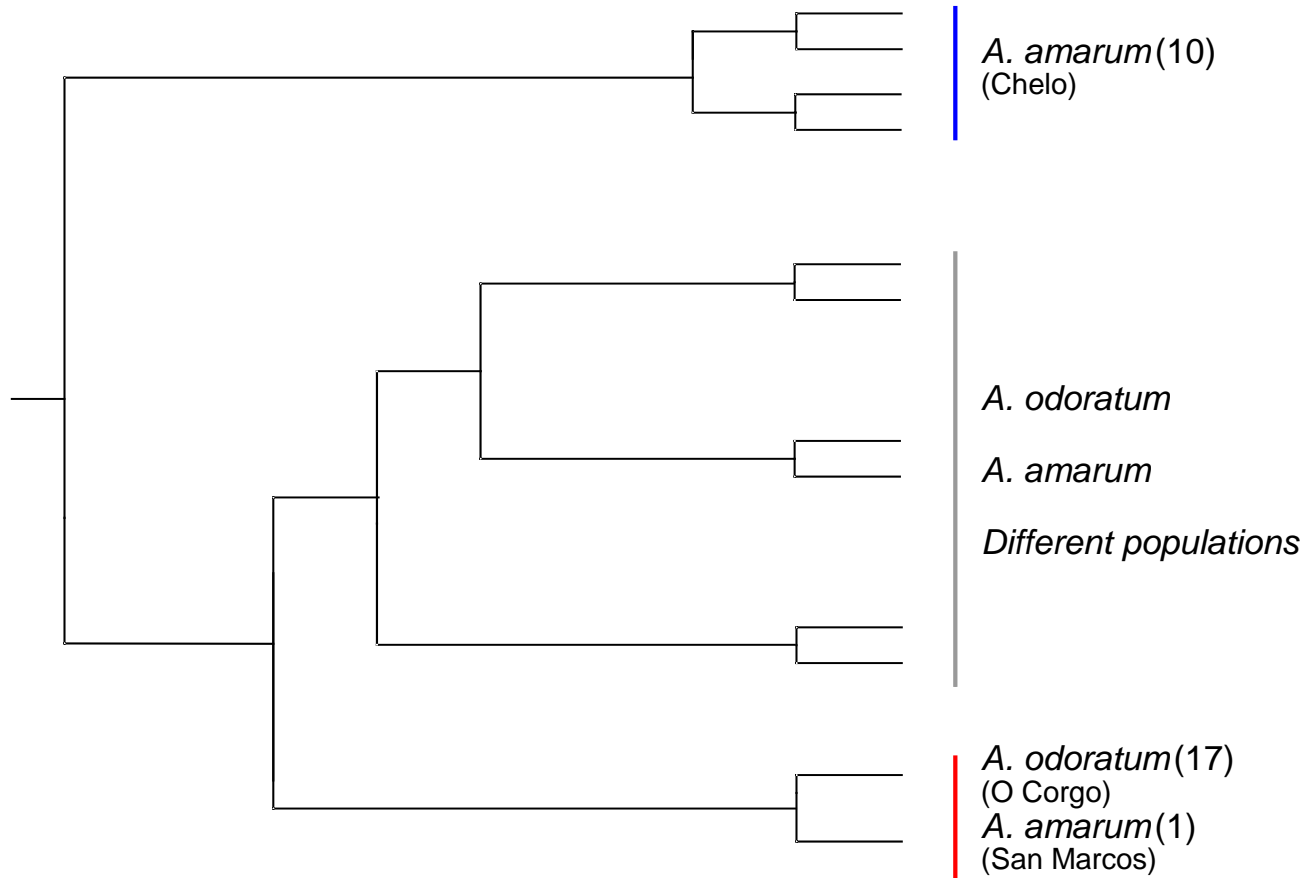 A. amarum (10)
(Chelo)
A. odoratum
A. amarum
Different populations
A. odoratum (17)
(O Corgo)
A. amarum (1)
(San Marcos)